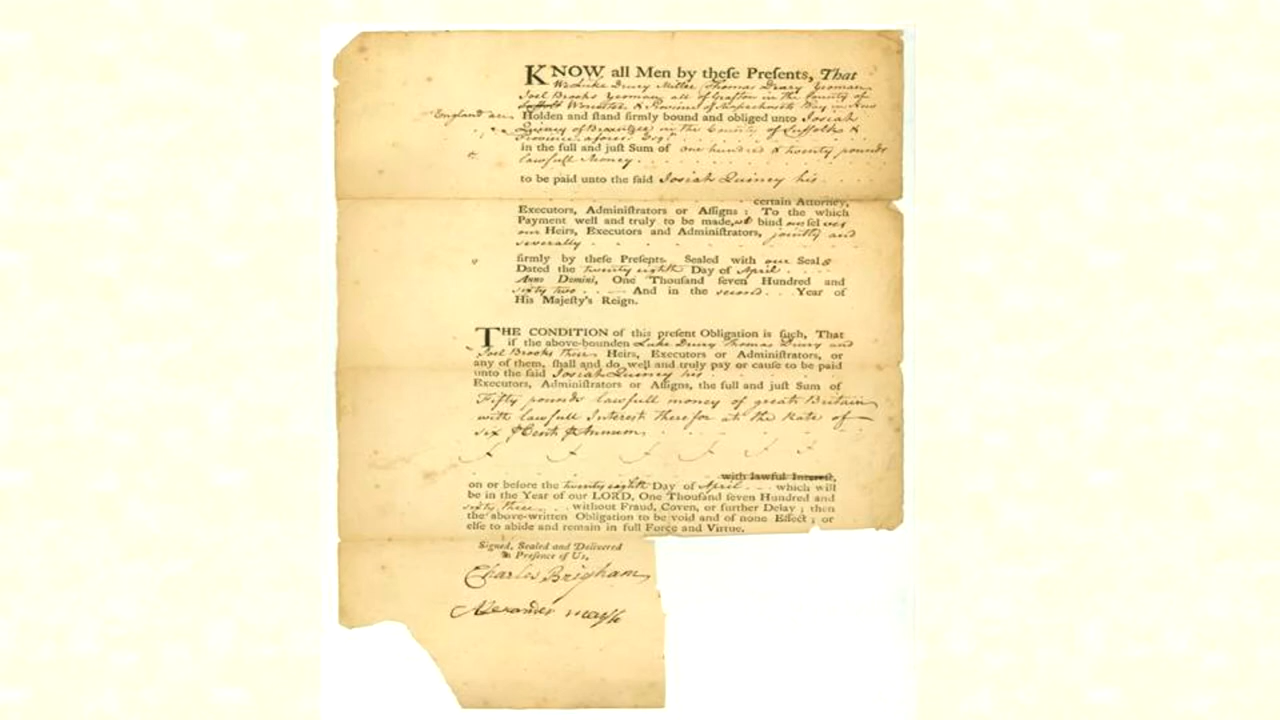 KNOW all Men by theſe Preſents, That
We Luke Drury Miller Thomas Drury Yeoman
Joel Brooks Yeoman all of Grafton in the County of
Suffolk Worcester & Province of Massachusetts Bay in New
England are Holden and ſtand firmly bound and obliged unto Josiah
Quincy of Braintree in the County of Suffolk &
Province aforesd. Esqr.
in the full and juſt Sum of one hundred & twenty pounds
lawfull Money
to be paid unto the ſaid Josiah Quincy his
certain Attorney,
Executors, Adminiſtrators or Aſſigns : To the which
Payment well and truly to be made, we bind ourselves
our Heirs, Executors and Adminiſtrators, jointly and
severally
firmly by theſe Preſents. Sealed with our Seals
Dated the twenty eighth Day of April
Anno Domini, One Thouſand ſeven Hundred and
sixty two And in the second Year of
His Majeſty's Reign.
THE CONDITION of this preſent Obligation is ſuch, That
if the above-bounden Luke Drury Thomas Drury and
Joel Brooks their Heirs, Executors or Adminiſtrators, or
any of them, ſhall and do well and truly pay or cauſe to be paid
unto the ſaid Josiah Quincy his
Executors, Adminiſtrators or Aſſigns, the full and juſt Sum of
Fifty pounds lawfull money of great Britain
with lawfull Interest therefor at the Rate of
six ⅌ Cent ⅌ Annum
with lawful Intereſt,
on or before the twenty eighth Day of April which will
be in the Year of our LORD, One Thouſand ſeven Hundred and
sixty three without Fraud, Coven, or further Delay ; then
the above-written Obligation to be void and of none Effect ; or
elſe to abide and remain in full Force and Virtue.
Signed, Sealed and Delivered
in Preſence of Us,
Charles Brigham
Alexander